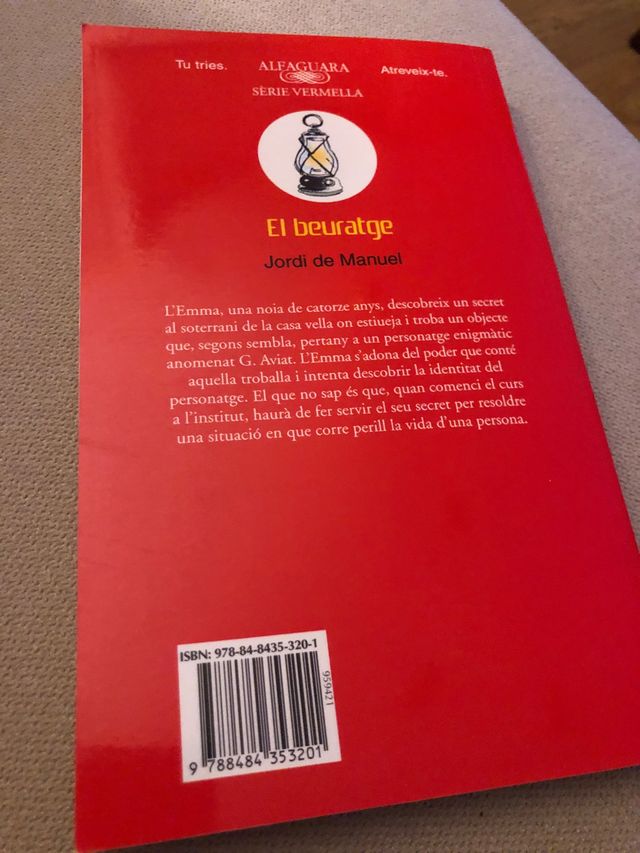 Tu tries.
ALFAGUARA
Atreveix-te.
SÈRIE VERMELLA
El beuratge
Jordi de Manuel
L'Emma, una noia de catorze anys, descobreix un secret
al soterrani de la casa vella on estiueja i troba un objecte
que, segons sembla, pertany a un personatge enigmàtic
anomenat G. Aviat. L'Emma s'adona del poder que conté
aquella troballa i intenta descobrir la identitat del
personatge. El que no sap és que, quan comenci el curs
a l'institut, haurà de fer servir el seu secret per resoldre
una situació en que corre perill la vida d'una persona.
ISBN: 978-84-8435-320-1
959421
9 788484 353201